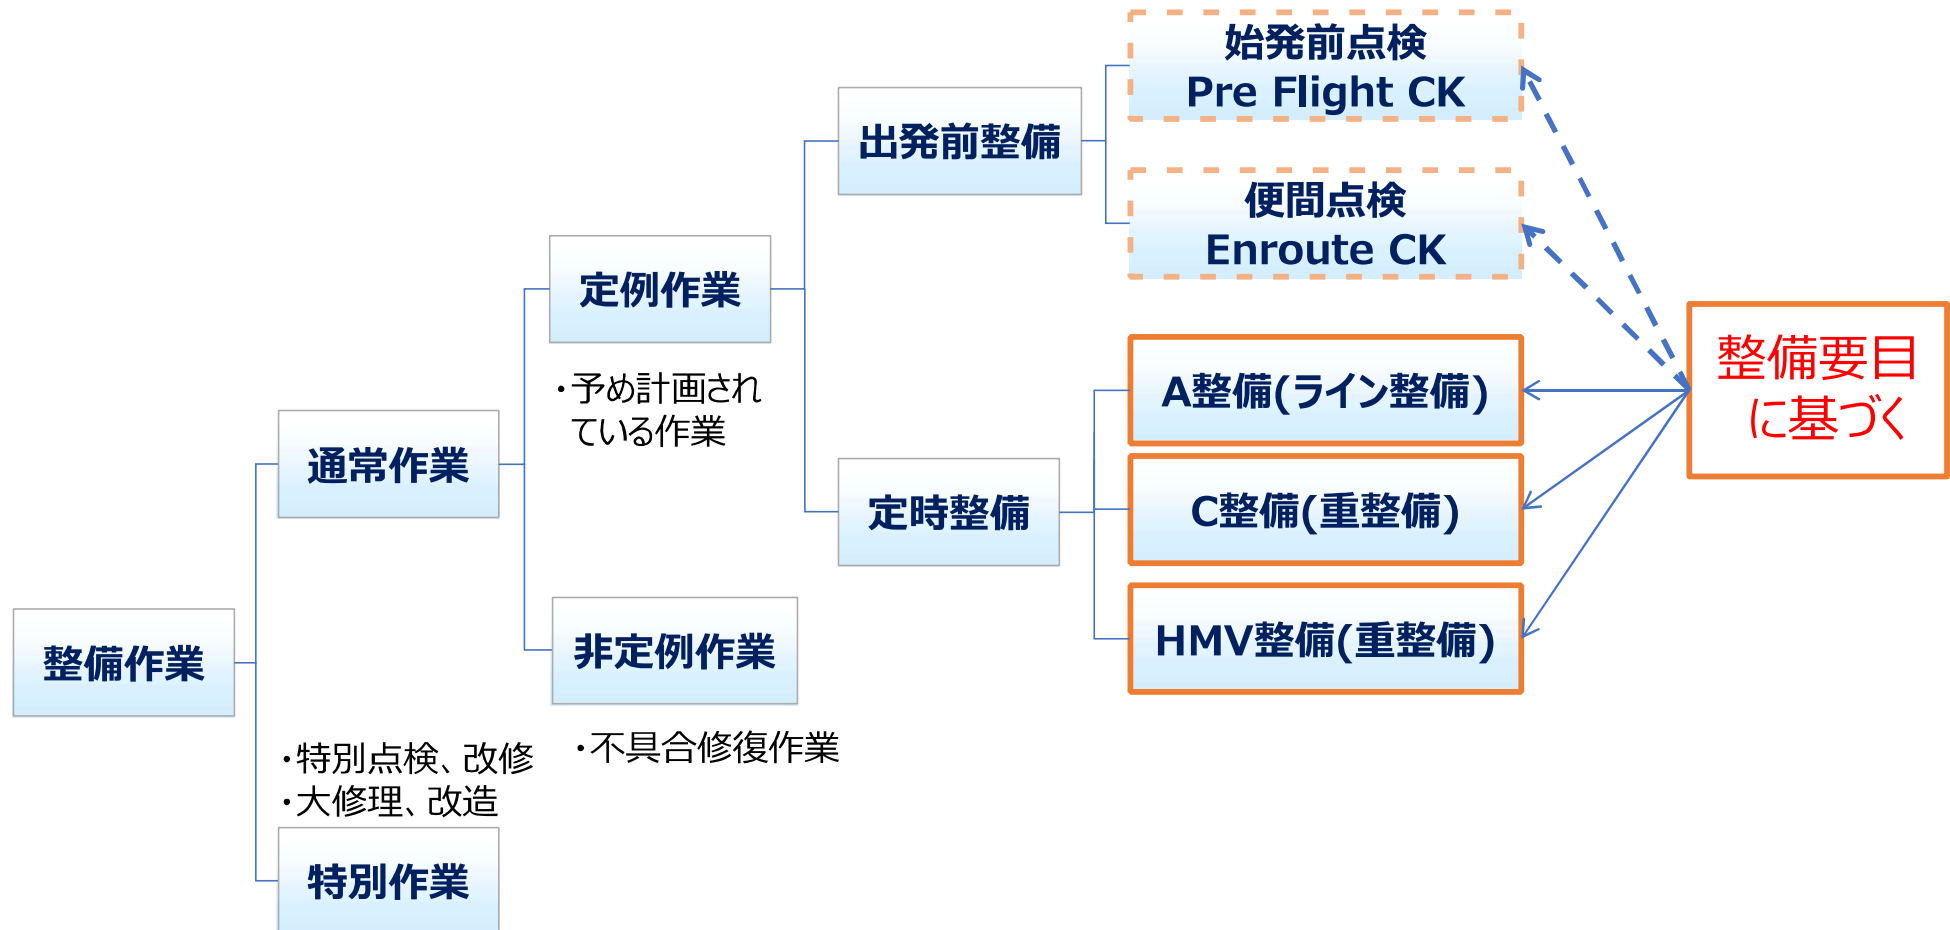 始発前点検
Pre Flight CK
出発前整備
便間点検
Enroute CK
定例作業
・予め計画され
ている作業
整備要目
に基づく
A整備(ライン整備)
通常作業
定時整備
C整備(重整備)
HMV整備(重整備)
整備作業
非定例作業
・不具合修復作業
・特別点検、改修
・大修理、改造
特別作業